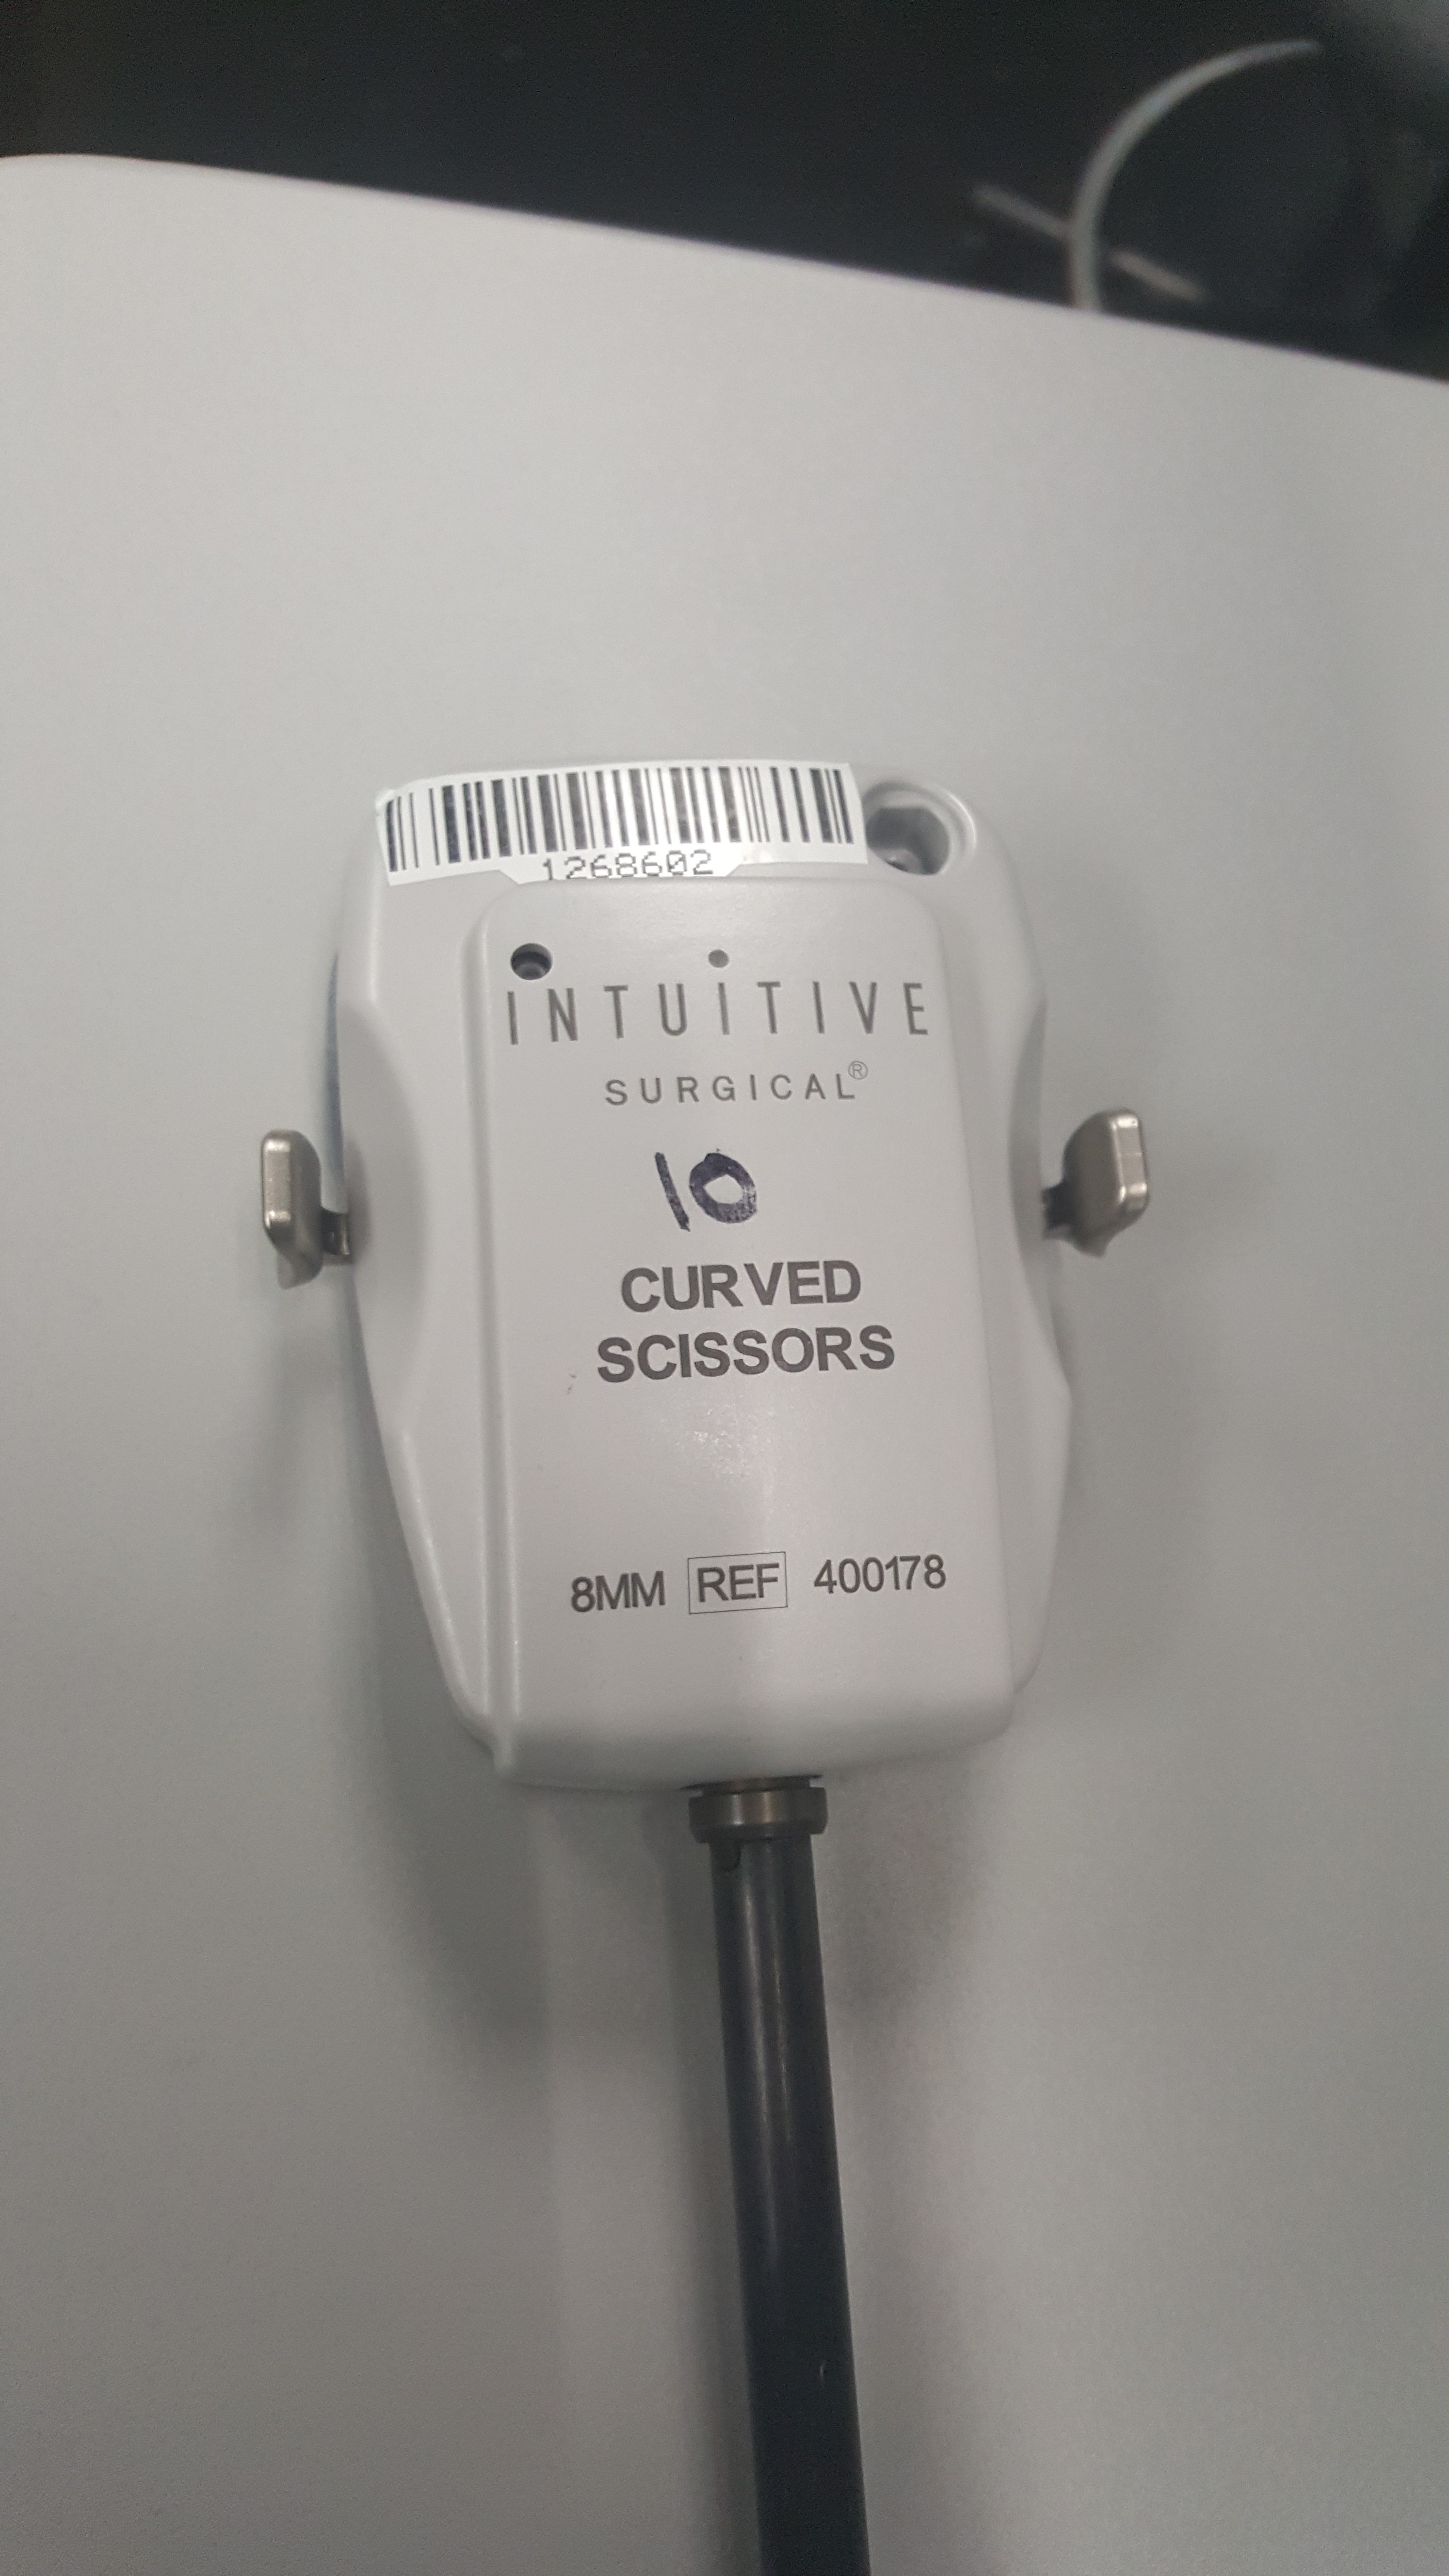 1268602
INTUITIVE
SURGICAL®
10
CURVED
SCISSORS
8MM REF 400178